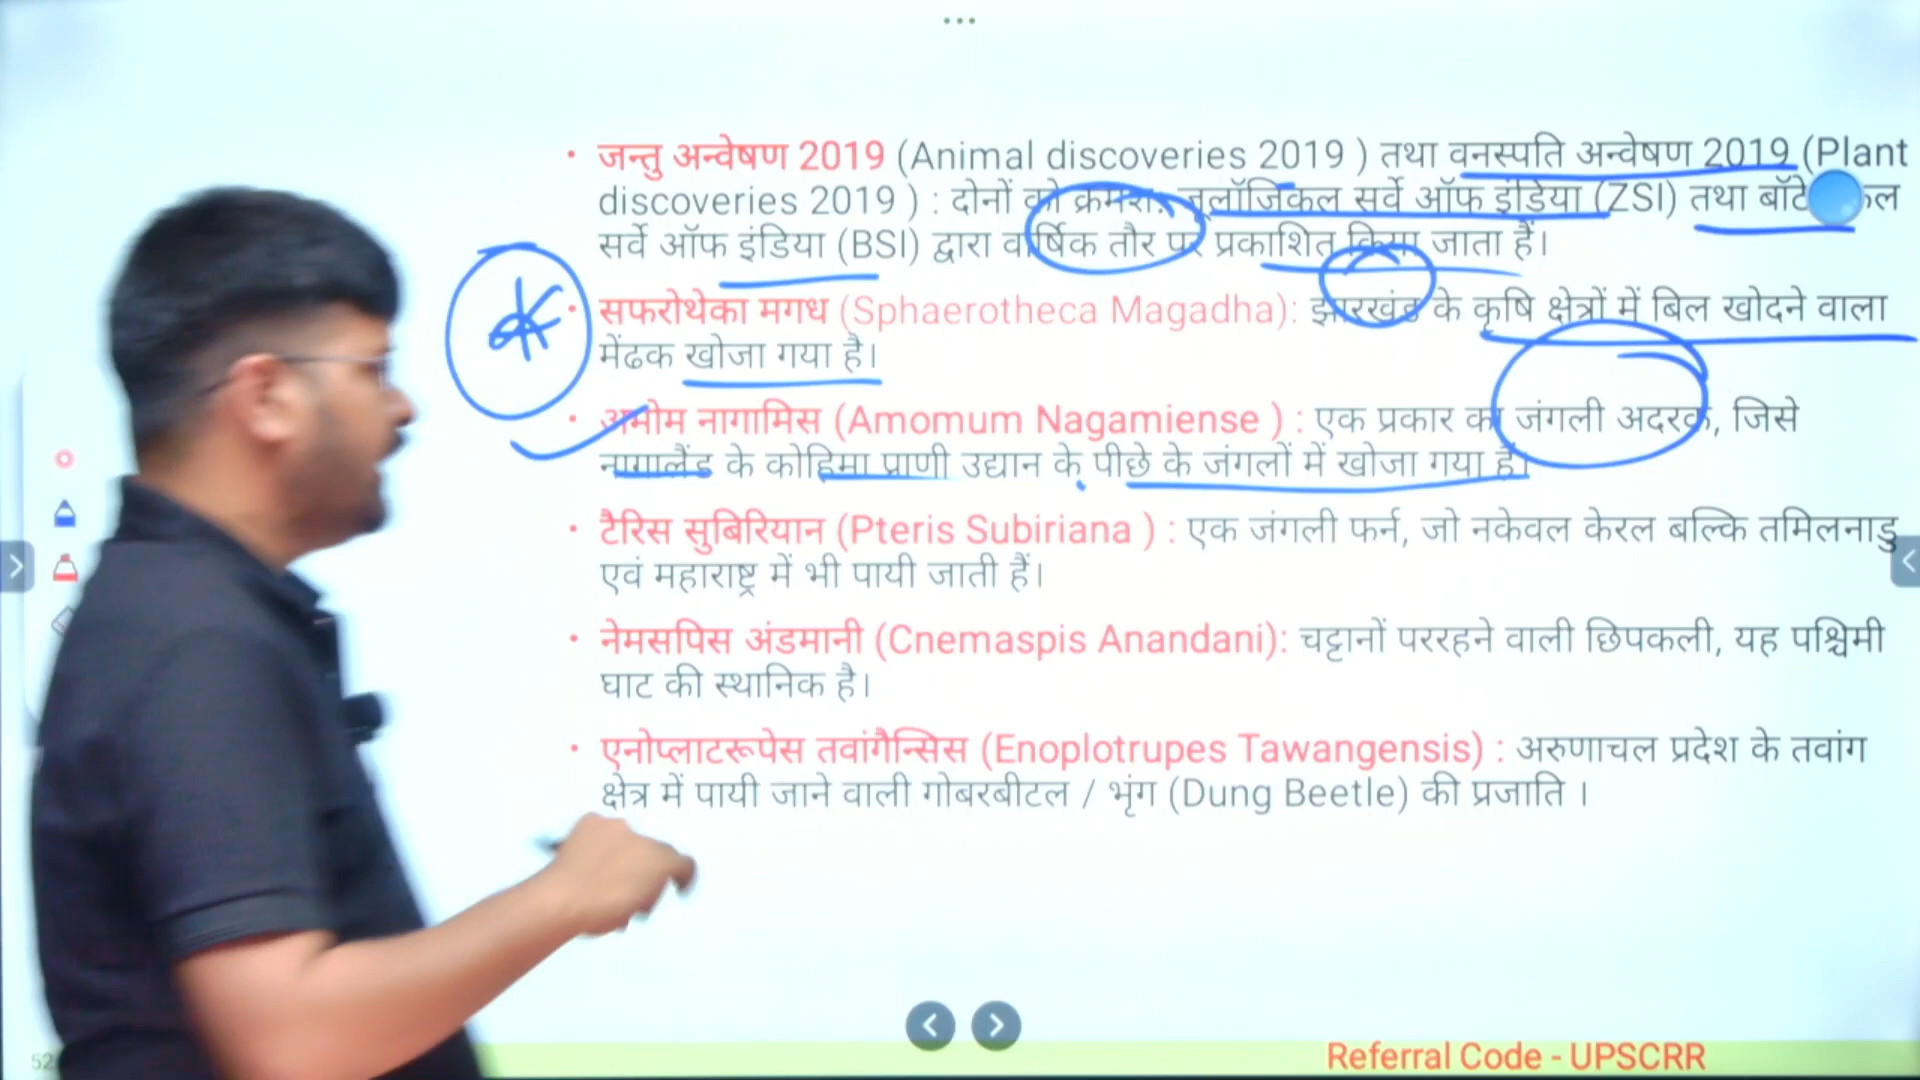 • जन्तु अन्वेषण 2019 (Animal discoveries 2019 ) तथा वनस्पति अन्वेषण 2019 (Plant
discoveries 2019 ) : दोनों को क्रमशः जूलॉजिकल सर्वे ऑफ इंडिया (ZSI) तथा
सर्वे ऑफ इंडिया (BSI) द्वारा वार्षिक तौर पर प्रकाशित किया जाता हैं।
• सफरोथेका मगध (Sphaerotheca Magadha): झारखंड के कृषि क्षेत्रों में बिल खोदने वाला
मेंढक खोजा गया है।
• अमोम नागामिस (Amomum Nagamiense ) : एक प्रकार का जंगली अदरक, जिसे
नागालैंड के कोहिमा प्राणी उद्यान के पीछे के जंगलों में खोजा गया है।
• टैरिस सुबिरियान (Pteris Subiriana ) : एक जंगली फर्न, जो नकेवल केरल बल्कि तमिलनाडु
एवं महाराष्ट्र में भी पायी जाती हैं।
• नेमसपिस अंडमानी (Cnemaspis Anandani): चट्टानों पररहने वाली छिपकली, यह पश्चिमी
घाट की स्थानिक है।
• एनोप्लाटरूपेस तवांगैन्सिस (Enoplotrupes Tawangensis) : अरुणाचल प्रदेश के तवांग
क्षेत्र में पायी जाने वाली गोबरबीटल / भृंग (Dung Beetle) की प्रजाति ।
52
Referral Code - UPSCRR